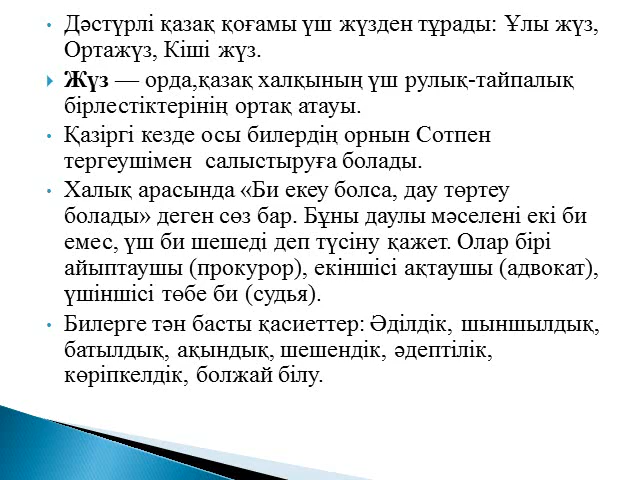 Дәстүрлі қазақ қоғамы үш жүзден тұрады: Ұлы жүз,
Ортажүз, Кіші жүз.
Жүз — орда,қазақ халқының үш рулық-тайпалық
бірлестіктерінің ортақ атауы.
Қазіргі кезде осы билердің орнын Сотпен
тергеушімен салыстыруға болады.
Халық арасында «Би екеу болса, дау төртеу
болады» деген сөз бар. Бұны даулы мәселені екі би
емес, үш би шешеді деп түсіну қажет. Олар бірі
айыптаушы (прокурор), екіншісі ақтаушы (адвокат),
үшіншісі төбе би (судья).
Билерге тән басты қасиеттер: Әділдік, шыншылдық,
батылдық, ақындық, шешендік, әдептілік,
көріпкелдік, болжай білу.